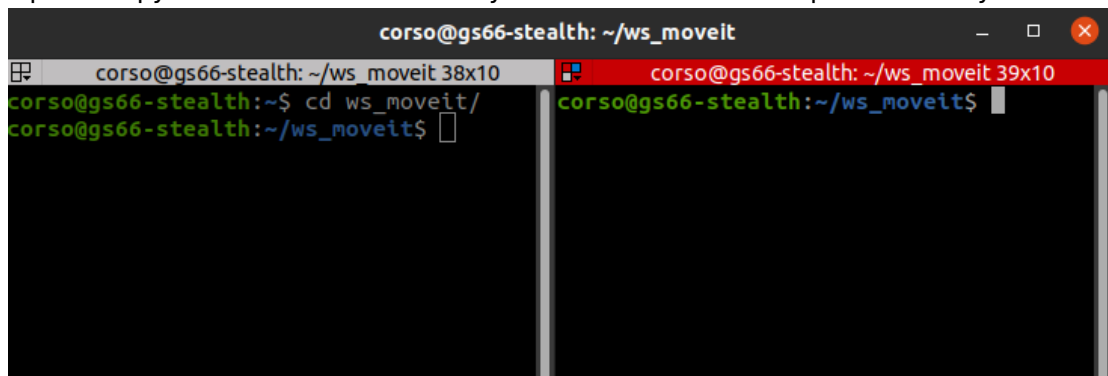 corso@gs66-stealth: ~/ws_moveit
corso@gs66-stealth: ~/ws_moveit 38x10
corso@gs66-stealth:~$ cd ws_moveit/
corso@gs66-stealth:~/ws_moveit$
corso@gs66-stealth: ~/ws_moveit 39x10
corso@gs66-stealth:~/ws_moveit$